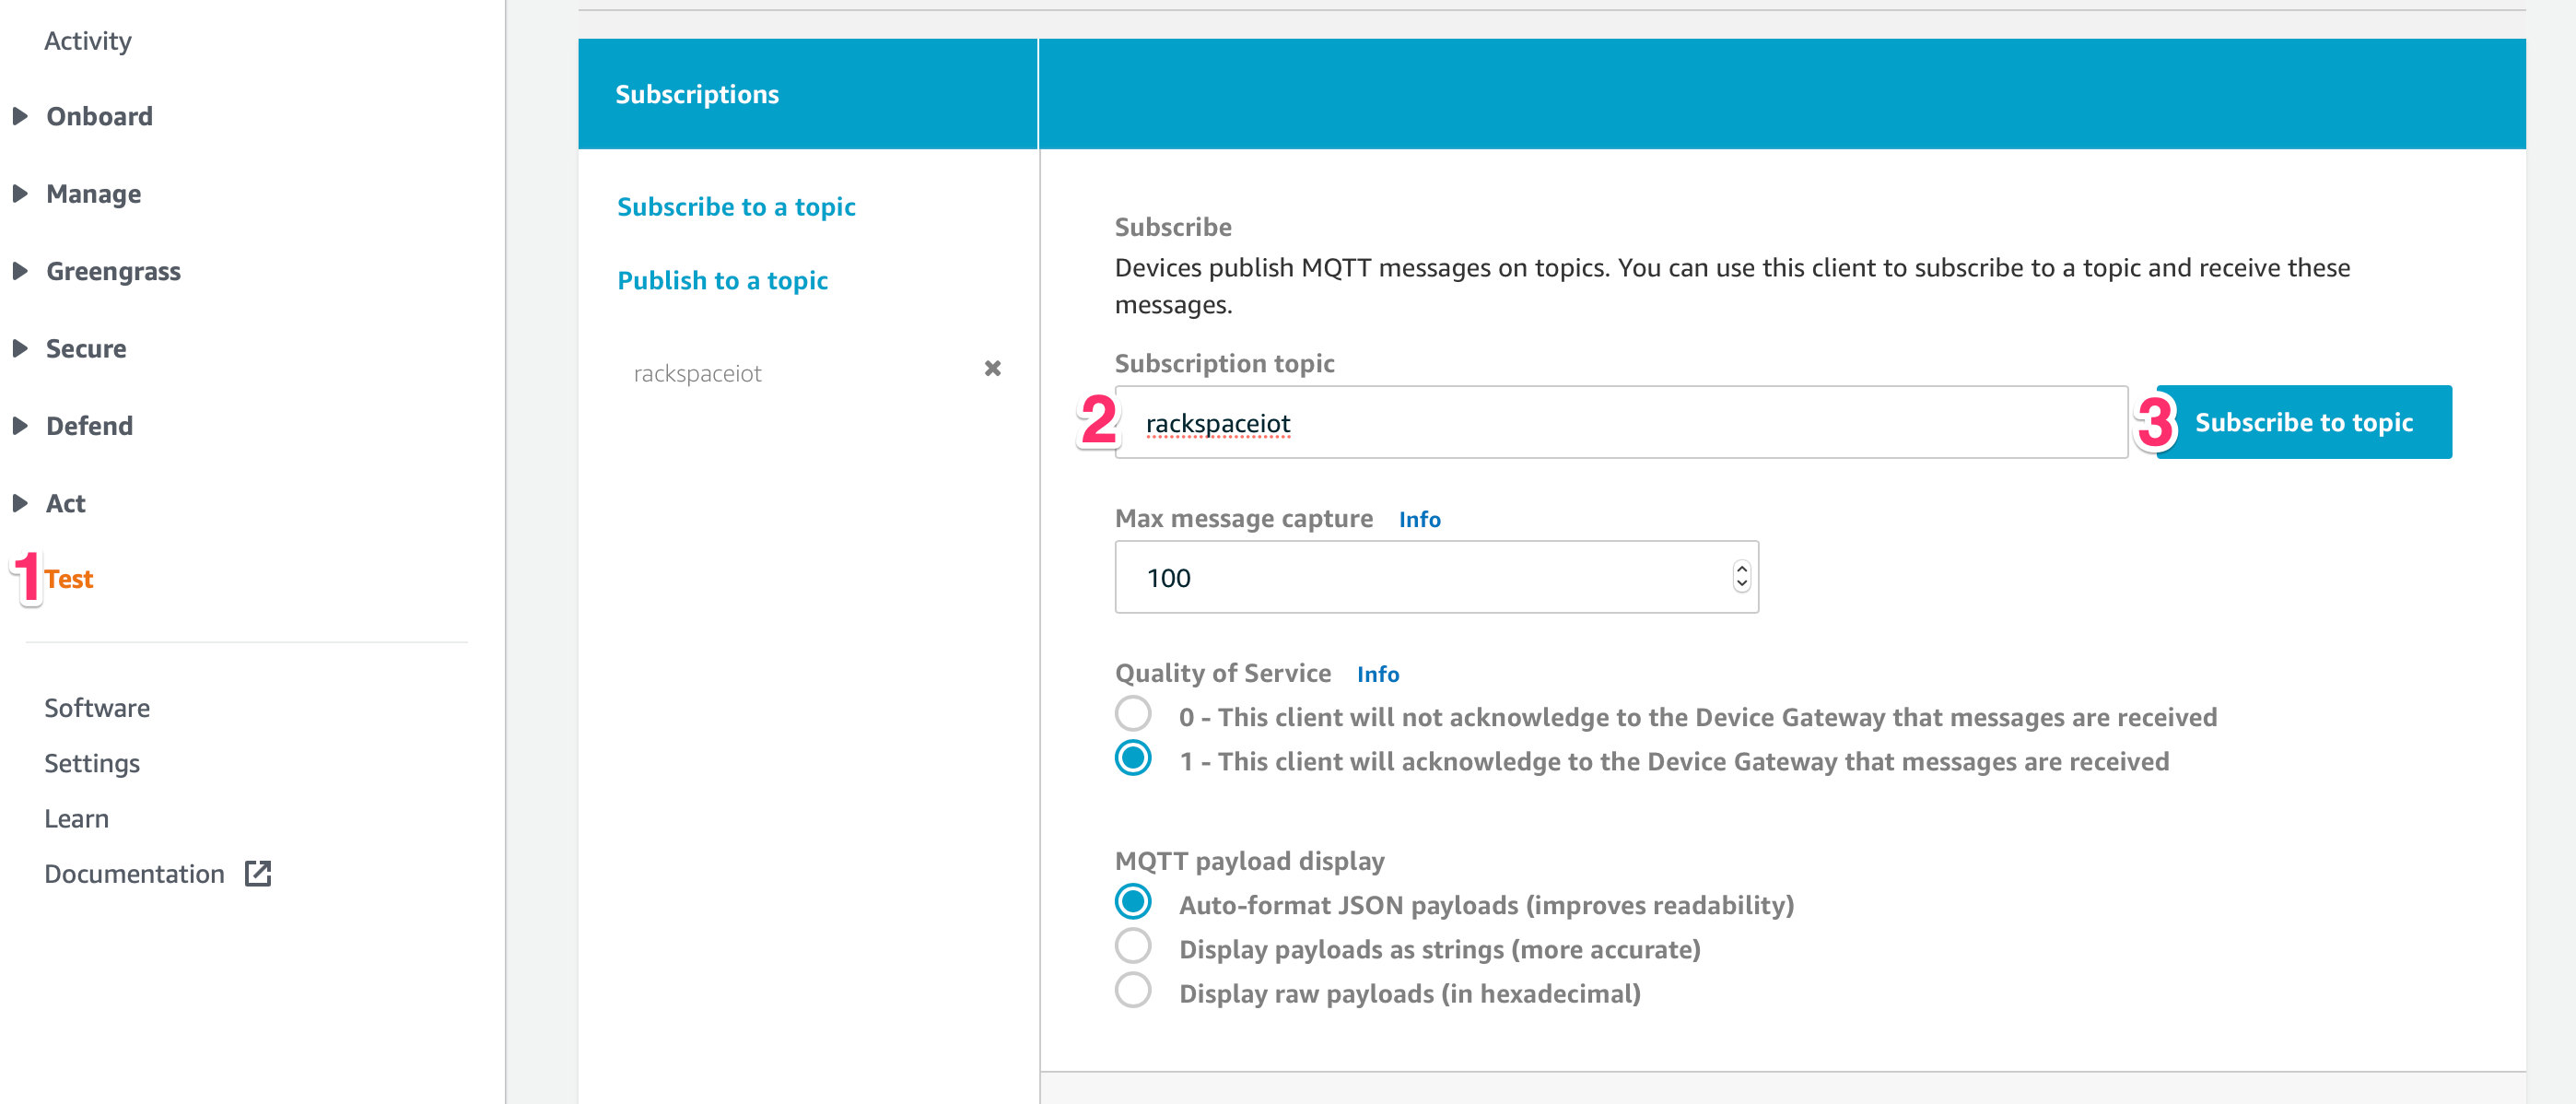 Activity
Onboard
Manage
Greengrass
Secure
Defend
Act
1 Test
Software
Settings
Learn
Documentation
Subscriptions
Subscribe to a topic
Publish to a topic
rackspaceiot
Subscribe
Devices publish MQTT messages on topics. You can use this client to subscribe to a topic and receive these
messages.
Subscription topic
2 rackspaceiot
3 Subscribe to topic
Max message capture Info
100
Quality of Service Info
0 - This client will not acknowledge to the Device Gateway that messages are received
1 - This client will acknowledge to the Device Gateway that messages are received
MQTT payload display
Auto-format JSON payloads (improves readability)
Display payloads as strings (more accurate)
Display raw payloads (in hexadecimal)